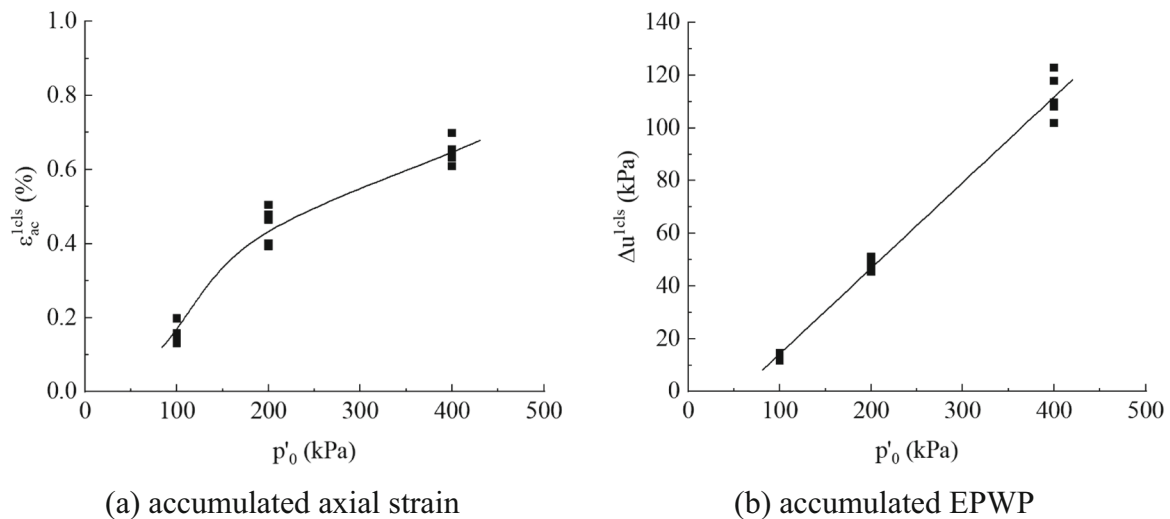 1.0
0.8
0.6
0.4
0.2
0.0
ε_ac^1cls (%)
0 100 200 300 400 500
p'_0 (kPa)
(a) accumulated axial strain
140
120
100
80
60
40
20
0
Δu^1cls (kPa)
0 100 200 300 400 500
p'_0 (kPa)
(b) accumulated EPWP